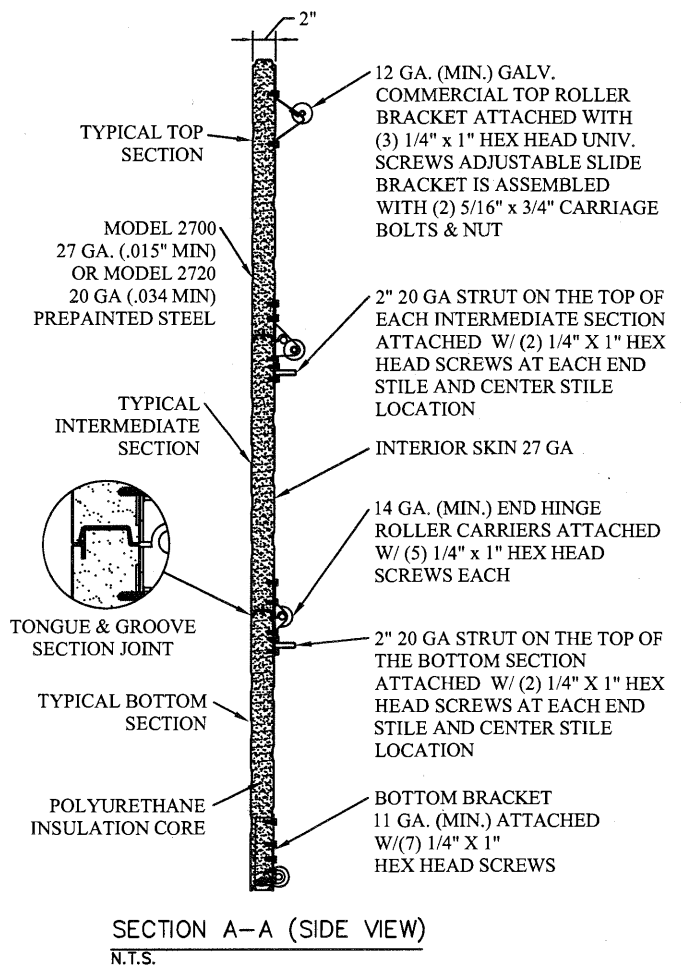 2"
12 GA. (MIN.) GALV.
COMMERCIAL TOP ROLLER
BRACKET ATTACHED WITH
(3) 1/4" x 1" HEX HEAD UNIV.
SCREWS ADJUSTABLE SLIDE
BRACKET IS ASSEMBLED
WITH (2) 5/16" x 3/4" CARRIAGE
BOLTS & NUT
TYPICAL TOP
SECTION
MODEL 2700
27 GA. (.015" MIN)
OR MODEL 2720
20 GA (.034 MIN)
PREPAINTED STEEL
2" 20 GA STRUT ON THE TOP OF
EACH INTERMEDIATE SECTION
ATTACHED W/ (2) 1/4" X 1" HEX
HEAD SCREWS AT EACH END
STILE AND CENTER STILE
LOCATION
TYPICAL
INTERMEDIATE
SECTION
INTERIOR SKIN 27 GA
14 GA. (MIN.) END HINGE
ROLLER CARRIERS ATTACHED
W/ (5) 1/4" x 1" HEX HEAD
SCREWS EACH
TONGUE & GROOVE
SECTION JOINT
2" 20 GA STRUT ON THE TOP OF
THE BOTTOM SECTION
ATTACHED W/ (2) 1/4" X 1" HEX
HEAD SCREWS AT EACH END
STILE AND CENTER STILE
LOCATION
TYPICAL BOTTOM
SECTION
POLYURETHANE
INSULATION CORE
BOTTOM BRACKET
11 GA. (MIN.) ATTACHED
W/(7) 1/4" X 1"
HEX HEAD SCREWS
SECTION A-A (SIDE VIEW)
N.T.S.